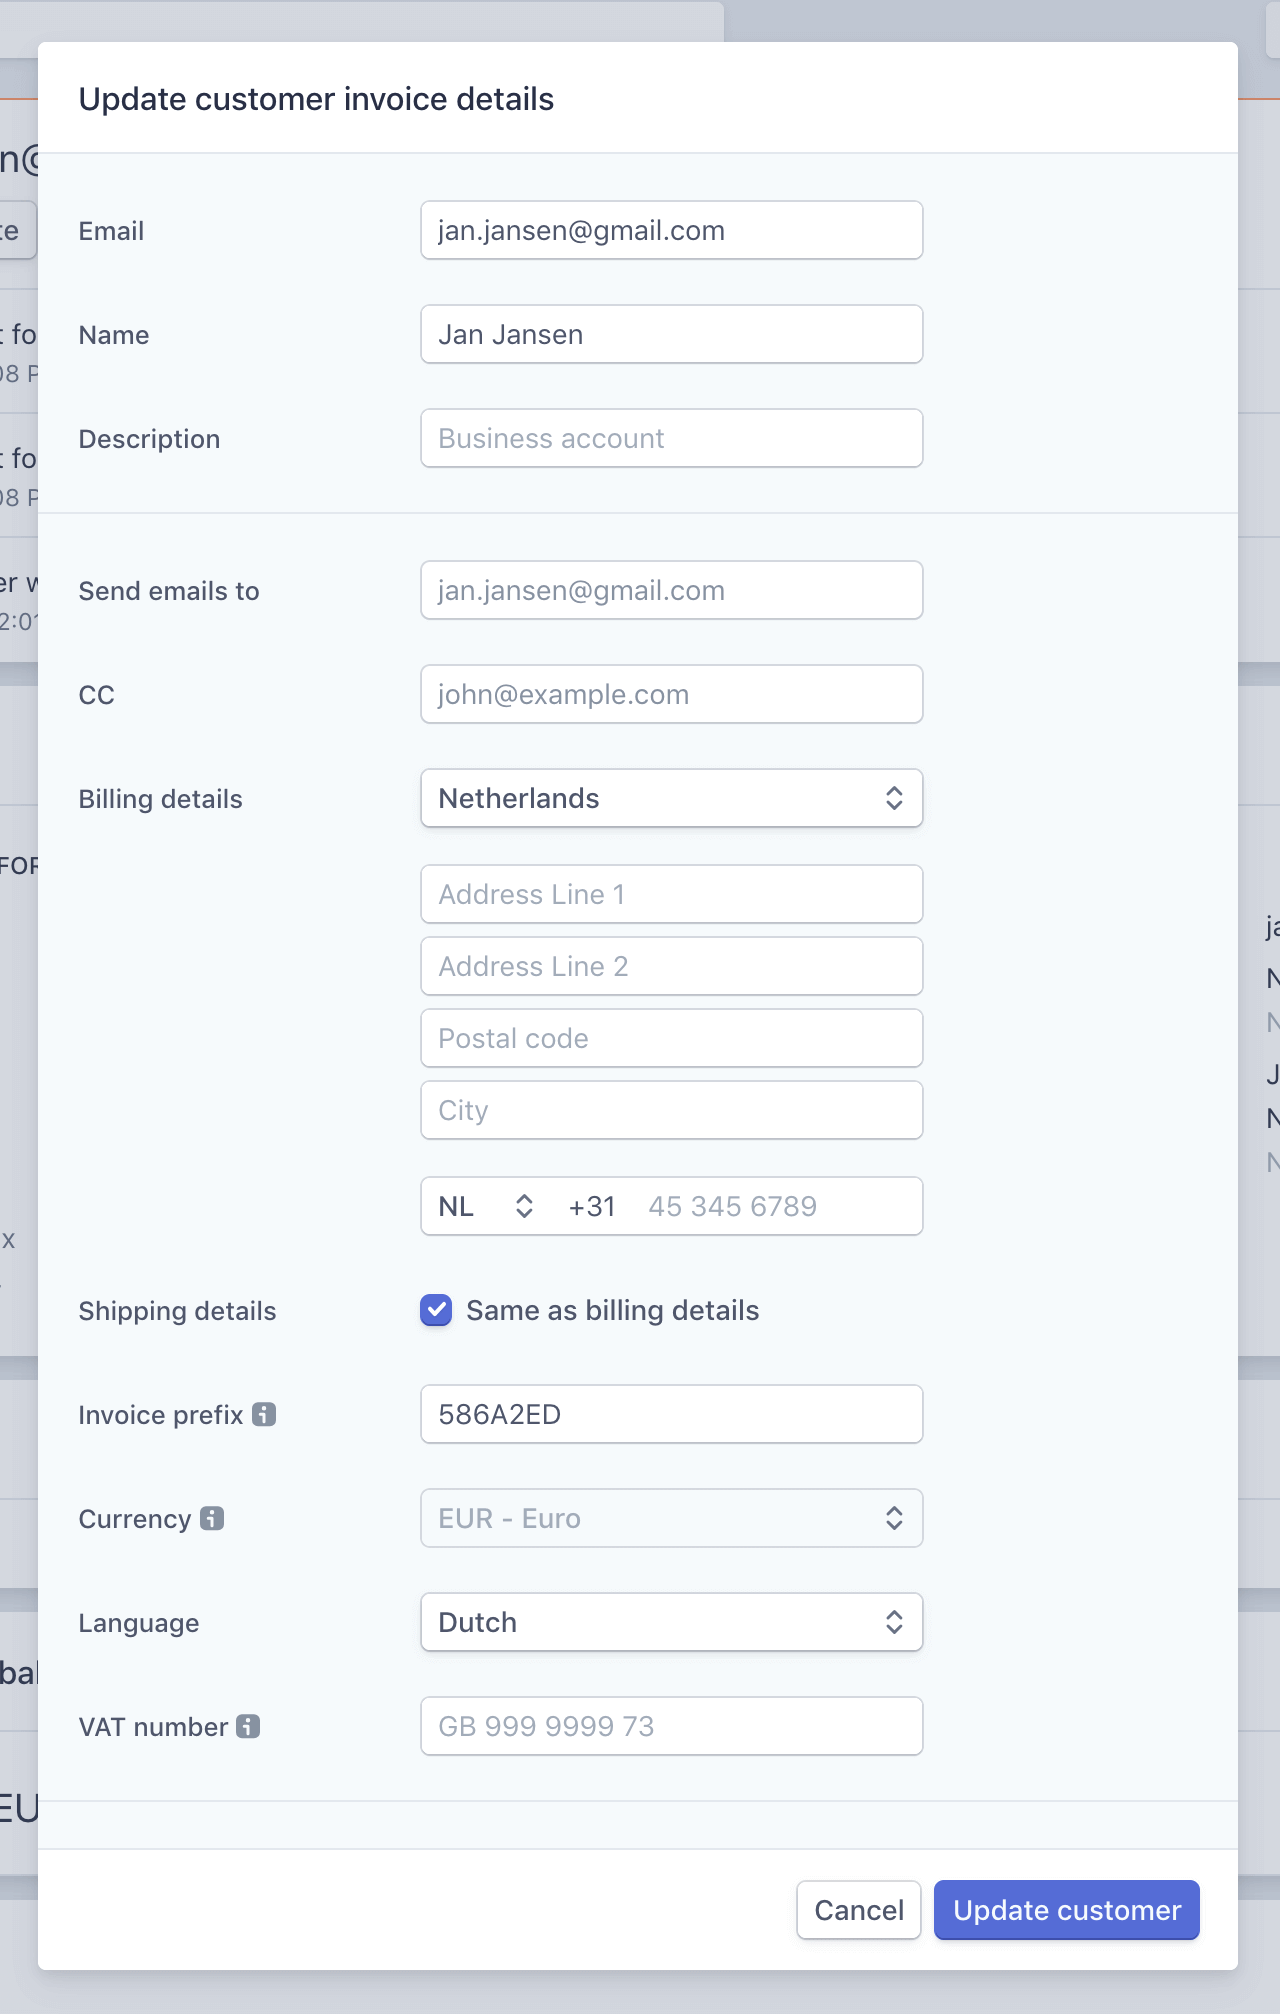 Update customer invoice details
Email
jan.jansen@gmail.com
Name
Jan Jansen
Description
Business account
Send emails to
jan.jansen@gmail.com
CC
john@example.com
Billing details
Netherlands
Address Line 1
Address Line 2
Postal code
City
NL +31 45 345 6789
Shipping details
Same as billing details
Invoice prefix
586A2ED
Currency
EUR - Euro
Language
Dutch
VAT number
GB 999 9999 73
Cancel
Update customer